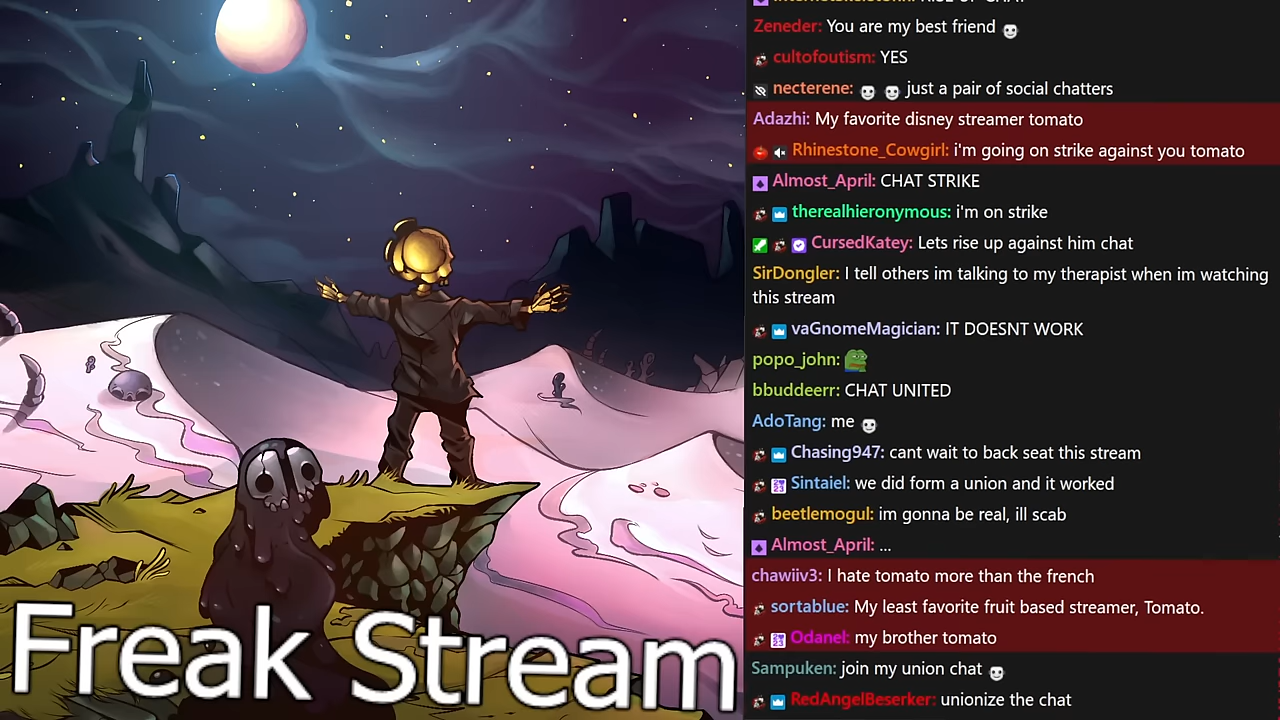 Zeneder: You are my best friend
cultofoutism: YES
necterene: just a pair of social chatters
Adazhi: My favorite disney streamer tomato
Rhinestone_Cowgirl: i'm going on strike against you tomato
Almost_April: CHAT STRIKE
therealhieronymous: i'm on strike
CursedKatey: Lets rise up against him chat
SirDongler: I tell others im talking to my therapist when im watching
this stream
vaGnomeMagician: IT DOESNT WORK
popo_john:
bbuddeerr: CHAT UNITED
AdoTang: me
Chasing947: cant wait to back seat this stream
Sintaiel: we did form a union and it worked
beetlemogul: im gonna be real, ill scab
Almost_April: ...
chawiiv3: I hate tomato more than the french
sortablue: My least favorite fruit based streamer, Tomato.
Odanel: my brother tomato
Sampuken: join my union chat
RedAngelBeserker: unionize the chat
Freak Stream